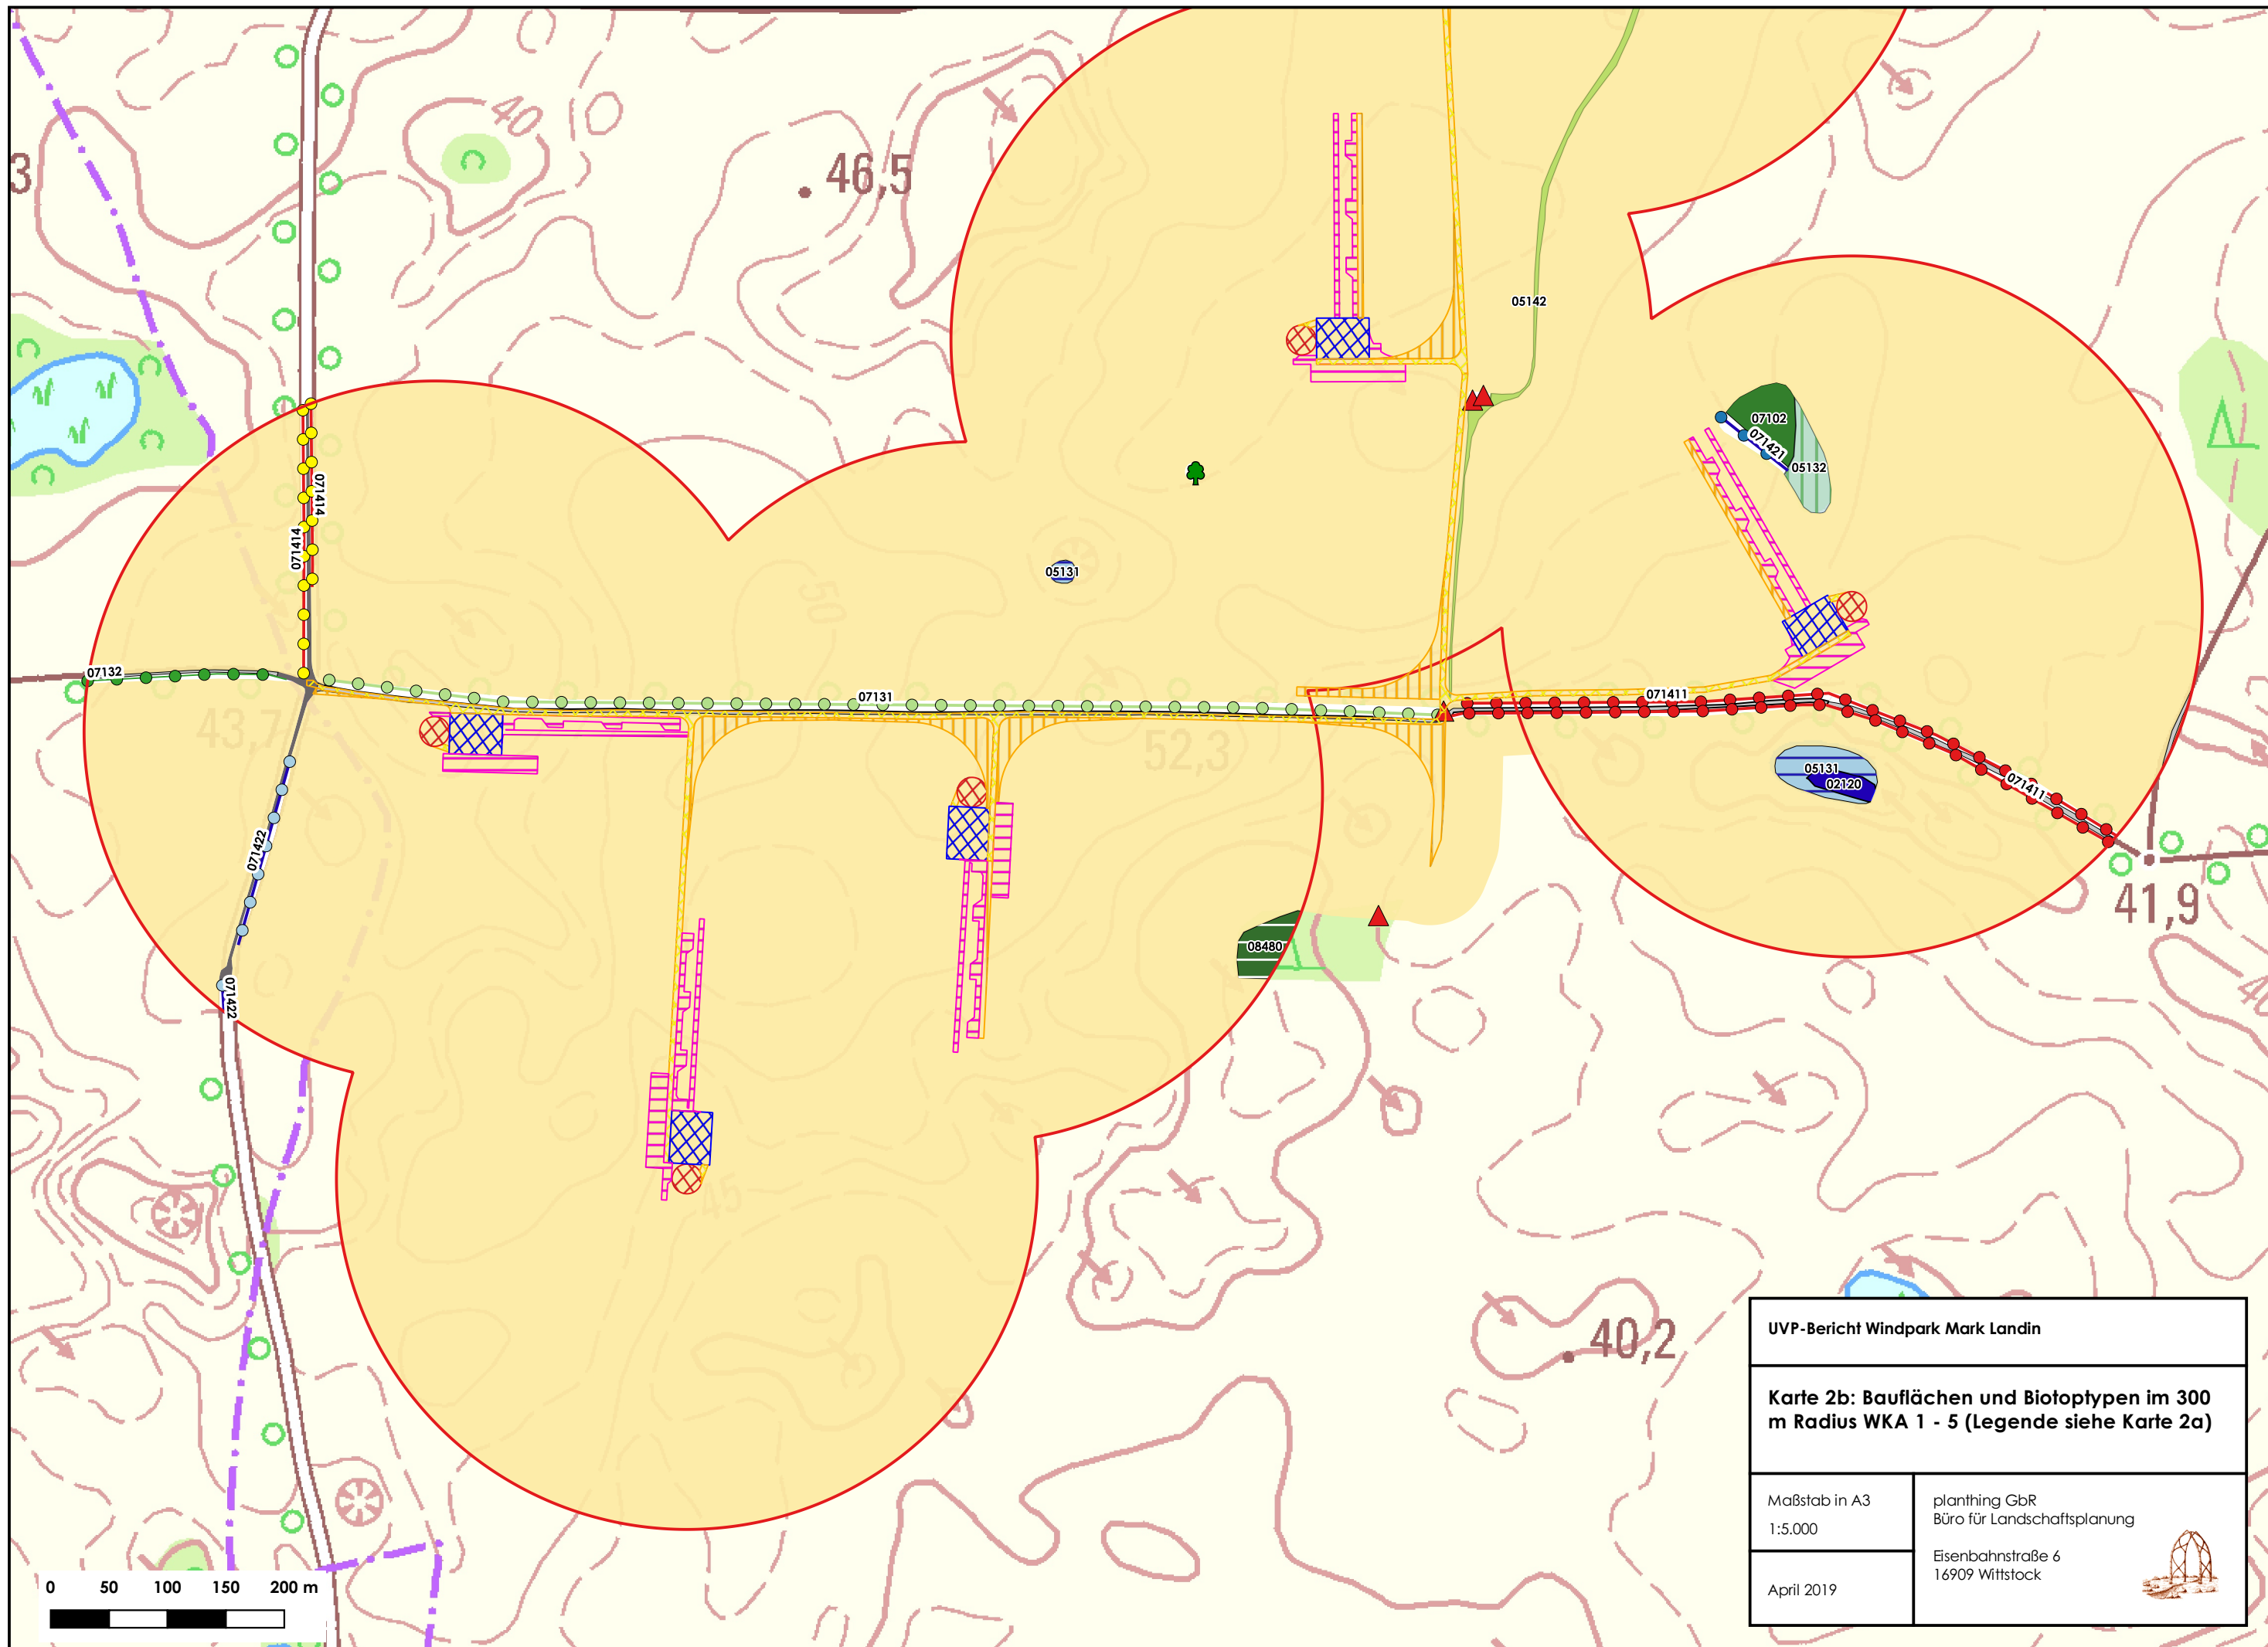 40
3
46,5
05142
07102
071421
05132
071414
071414
50
05131
07132
07131
071411
43,7
52,3
05131
02120
071411
071422
41,9
08480
071422
40
45
40,2
UVP-Bericht Windpark Mark Landin
Karte 2b: Bauflächen und Biotoptypen im 300
m Radius WKA 1 - 5 (Legende siehe Karte 2a)
Maßstab in A3
1:5.000
April 2019
planthing GbR
Büro für Landschaftsplanung
Eisenbahnstraße 6
16909 Wittstock
0 50 100 150 200 m